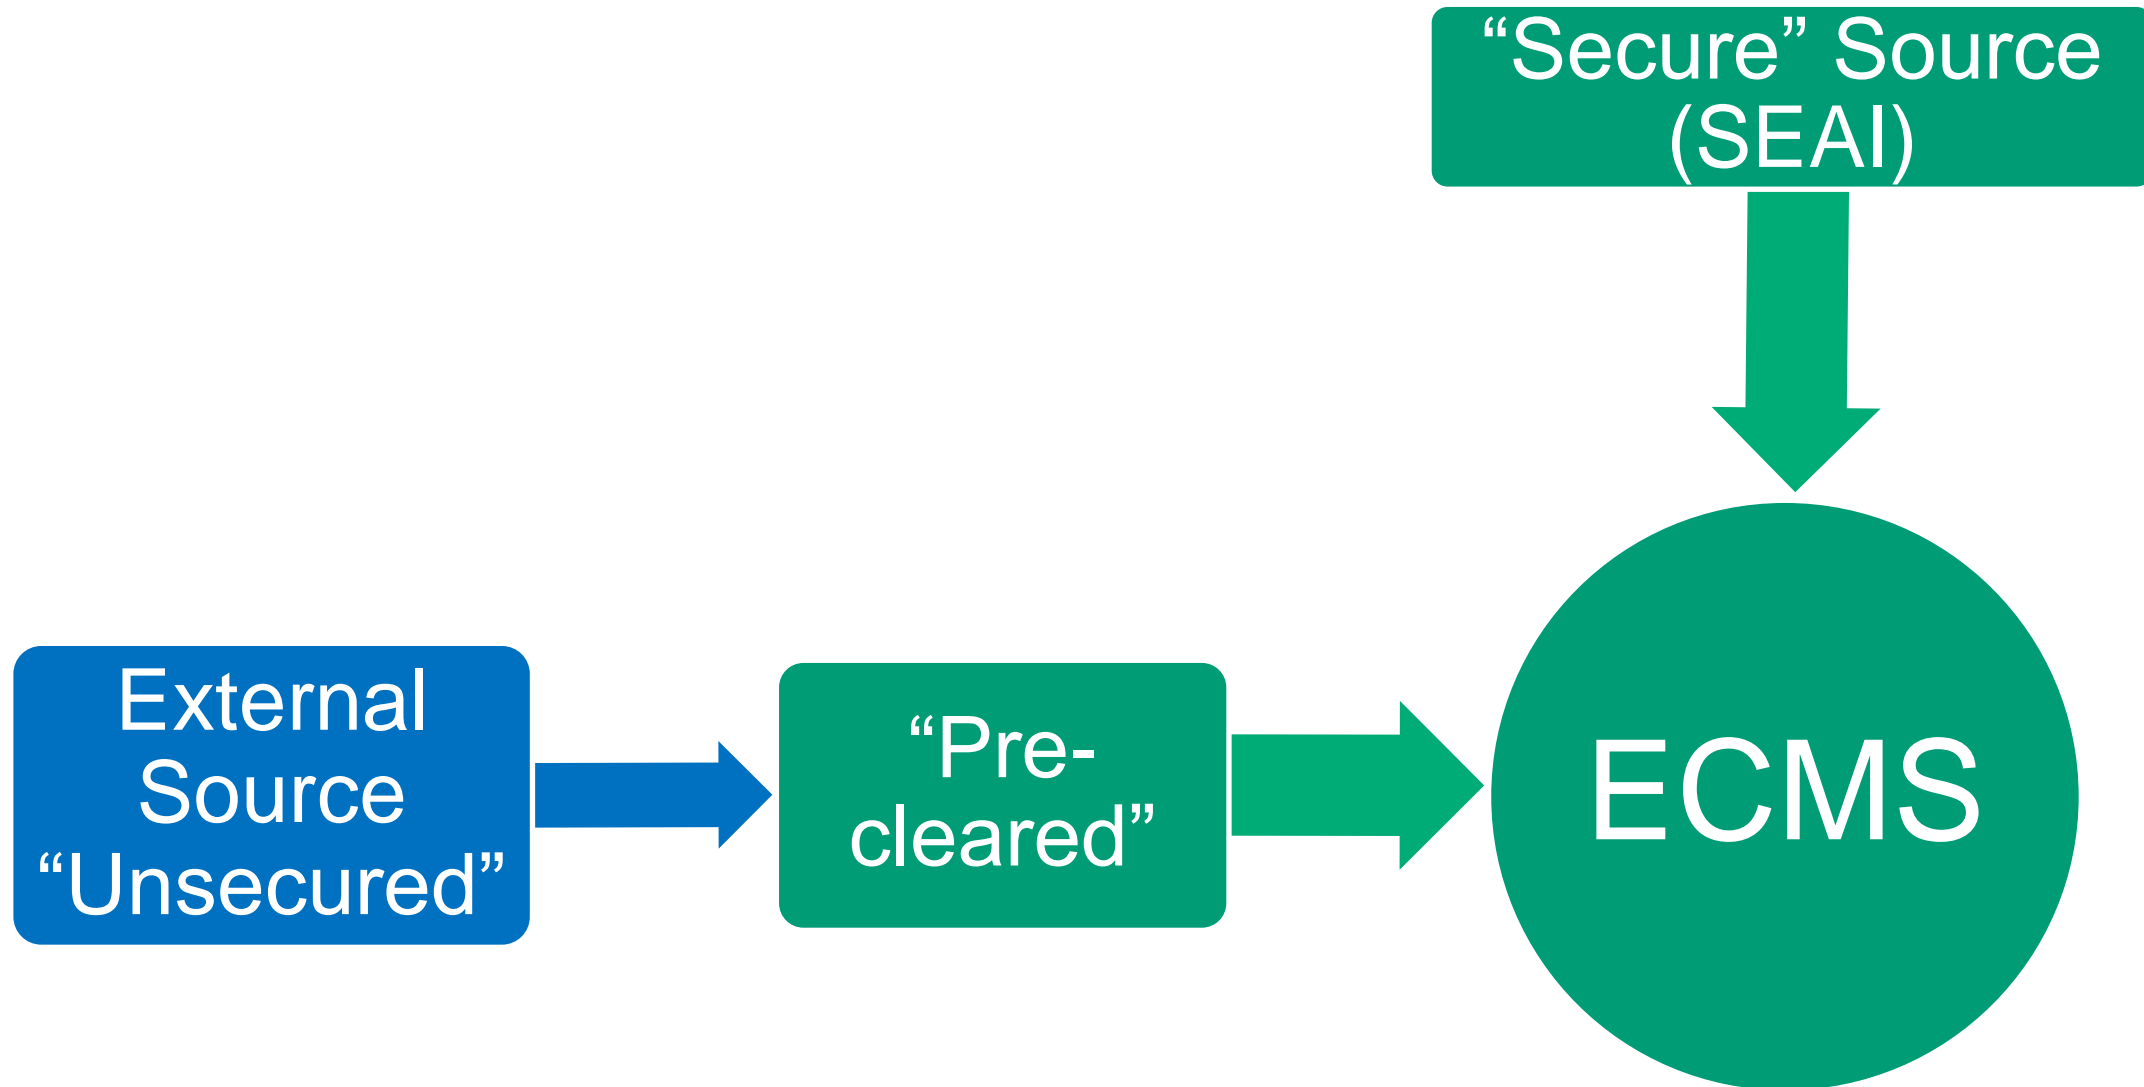 “Secure” Source
(SEAI)
External
Source
“Unsecured”
“Pre-
cleared”
ECMS